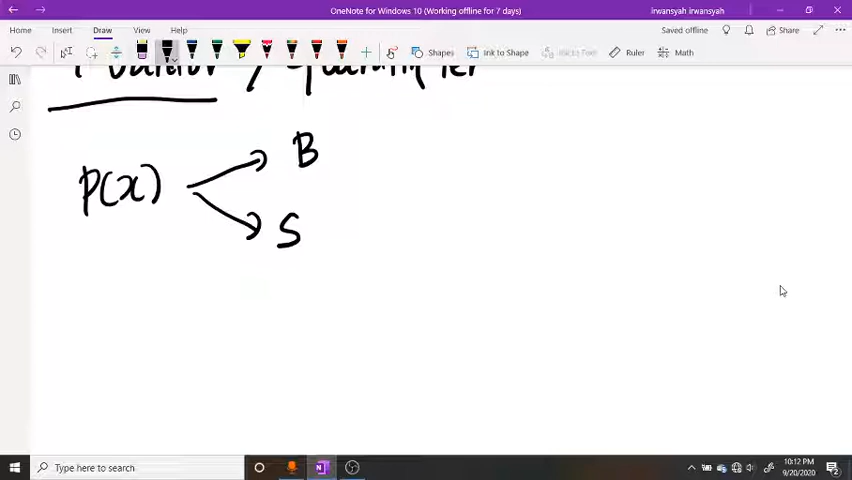 OneNote for Windows 10 (Working offline for 7 days)
irwansyah irwansyah
Home Insert Draw View Help
Saved offline Share
Shapes Ink to Shape Ink to Text Ruler Math
/ quantifier
P(x) B
S
Type here to search
10:12 PM
9/20/2020
2